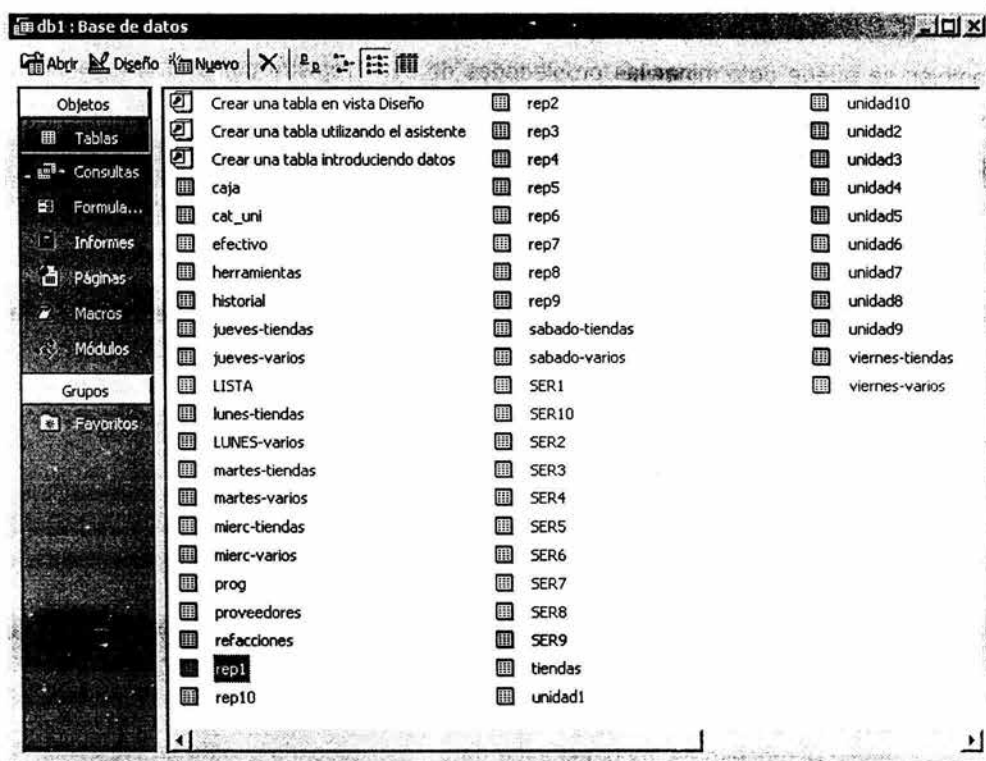 db1 : Base de datos
Abrir Diseño Nuevo
Objetos
Tablas
Consultas
Formula...
Informes
Páginas
Macros
Módulos
Grupos
Favoritos
Crear una tabla en vista Diseño
Crear una tabla utilizando el asistente
Crear una tabla introduciendo datos
caja
cat_uni
efectivo
herramientas
historial
jueves-tiendas
jueves-varios
LISTA
lunes-tiendas
LUNES-varios
martes-tiendas
martes-varios
mierc-tiendas
mierc-varios
prog
proveedores
refacciones
rep1
rep10
rep2
rep3
rep4
rep5
rep6
rep7
rep8
rep9
sabado-tiendas
sabado-varios
SER1
SER10
SER2
SER3
SER4
SER5
SER6
SER7
SER8
SER9
tiendas
unidad1
unidad10
unidad2
unidad3
unidad4
unidad5
unidad6
unidad7
unidad8
unidad9
viernes-tiendas
viernes-varios